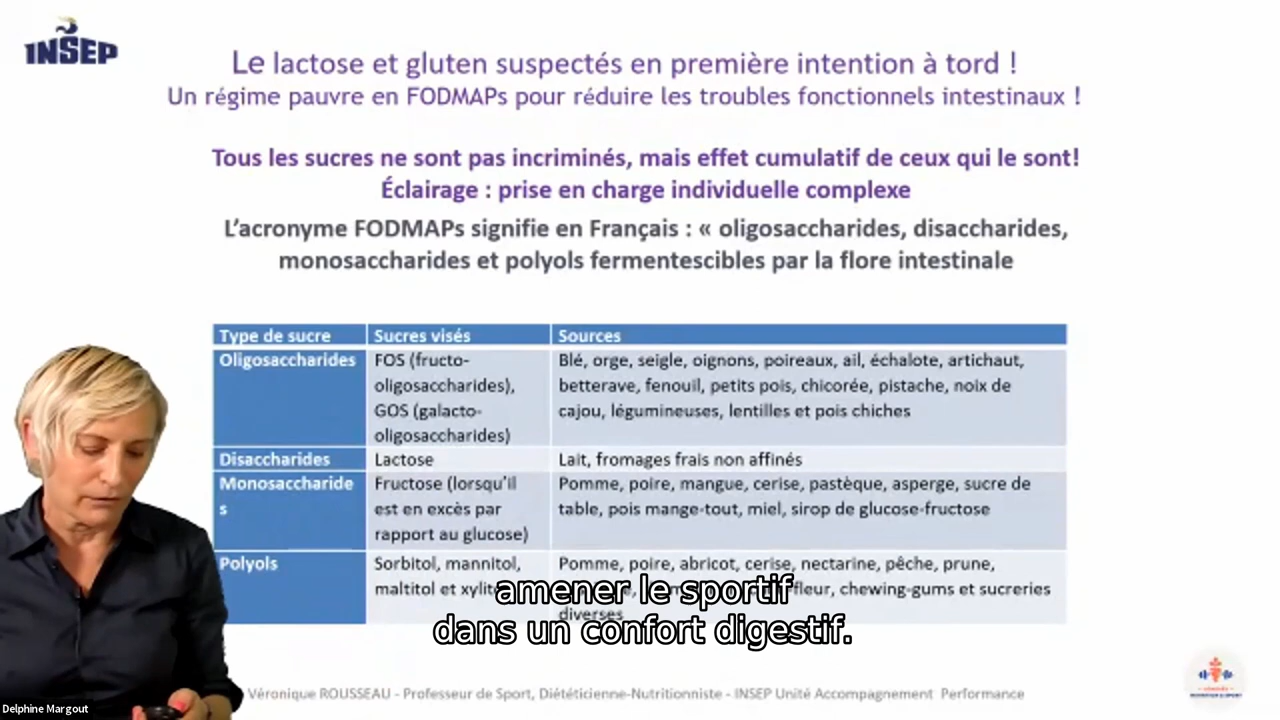 INSEP
Le lactose et gluten suspectés en première intention à tord !
Un régime pauvre en FODMAPs pour réduire les troubles fonctionnels intestinaux !
Tous les sucres ne sont pas incriminés, mais effet cumulatif de ceux qui le sont!
Éclairage : prise en charge individuelle complexe
L'acronyme FODMAPs signifie en Français : « oligosaccharides, disaccharides,
monosaccharides et polyols fermentescibles par la flore intestinale
Type de sucre Sucres visés Sources
Oligosaccharides FOS (fructo- Blé, orge, seigle, oignons, poireaux, ail, échalote, artichaut,
oligosaccharides), betterave, fenouil, petits pois, chicorée, pistache, noix de
GOS (galacto- cajou, légumineuses, lentilles et pois chiches
oligosaccharides)
Disaccharides Lactose Lait, fromages frais non affinés
Monosaccharide Fructose (lorsqu'il Pomme, poire, mangue, cerise, pastèque, asperge, sucre de
s est en excès par table, pois mange-tout, miel, sirop de glucose-fructose
rapport au glucose)
Polyols Sorbitol, mannitol, Pomme, poire, abricot, cerise, nectarine, pêche, prune,
maltitol et fleur, chewing-gums et sucreries
diverses
amener le sportif
dans un confort digestif.
Véronique ROUSSEAU - Professeur de Sport, Diététicienne-Nutritionniste - INSEP Unité Accompagnement Performance
Delphine Margout